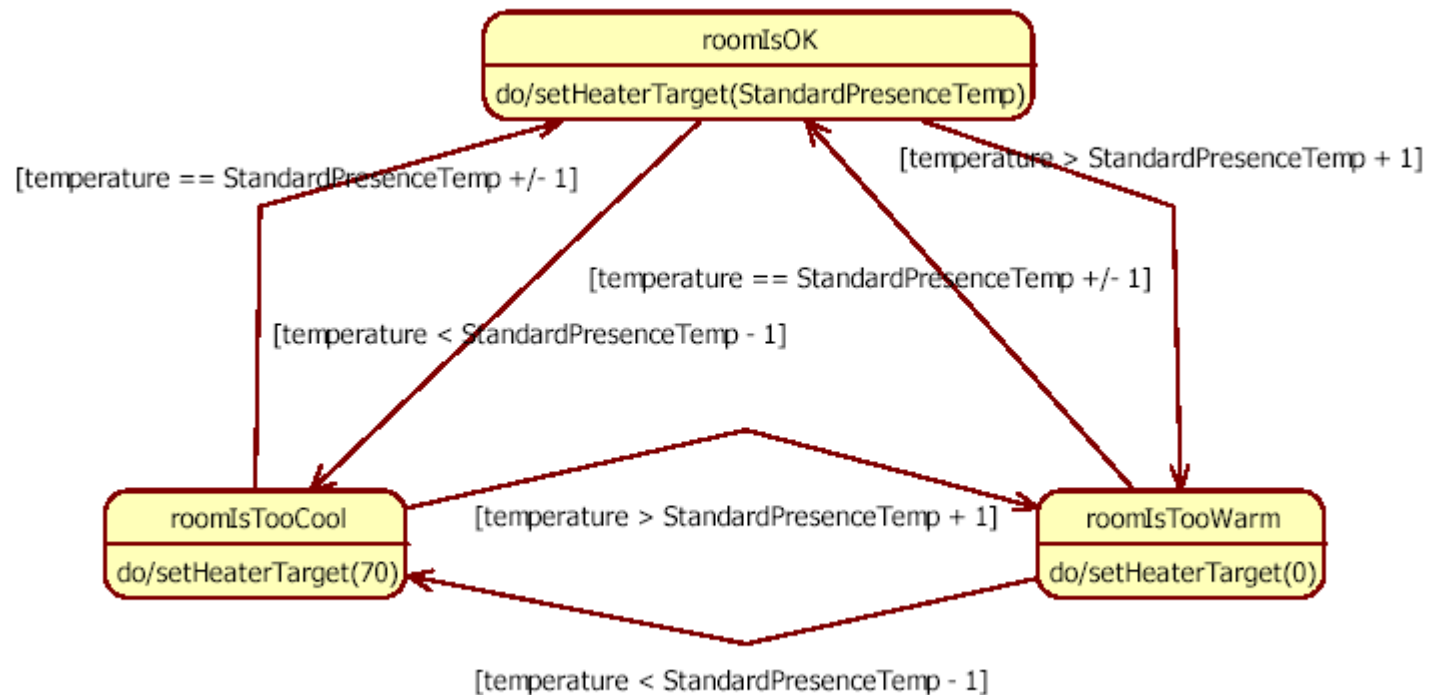 roomIsOK
do/setHeaterTarget(StandardPresenceTemp)
[temperature == StandardPresenceTemp +/- 1]
[temperature > StandardPresenceTemp + 1]
[temperature == StandardPresenceTemp +/- 1]
[temperature < StandardPresenceTemp - 1]
roomIsTooCool
do/setHeaterTarget(70)
[temperature > StandardPresenceTemp + 1]
roomIsTooWarm
do/setHeaterTarget(0)
[temperature < StandardPresenceTemp - 1]